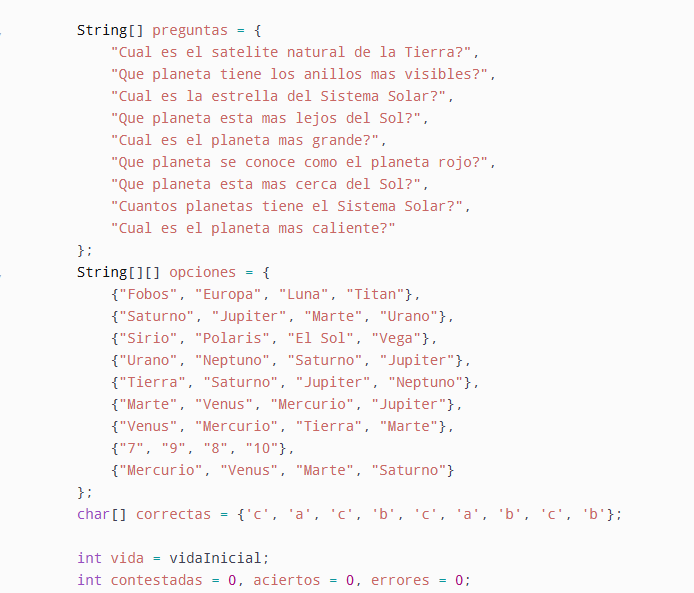 String[] preguntas = {
"Cual es el satelite natural de la Tierra?",
"Que planeta tiene los anillos mas visibles?",
"Cual es la estrella del Sistema Solar?",
"Que planeta esta mas lejos del Sol?",
"Cual es el planeta mas grande?",
"Que planeta se conoce como el planeta rojo?",
"Que planeta esta mas cerca del Sol?",
"Cuantos planetas tiene el Sistema Solar?",
"Cual es el planeta mas caliente?"
};
String[][] opciones = {
{"Fobos", "Europa", "Luna", "Titan"},
{"Saturno", "Jupiter", "Marte", "Urano"},
{"Sirio", "Polaris", "El Sol", "Vega"},
{"Urano", "Neptuno", "Saturno", "Jupiter"},
{"Tierra", "Saturno", "Jupiter", "Neptuno"},
{"Marte", "Venus", "Mercurio", "Jupiter"},
{"Venus", "Mercurio", "Tierra", "Marte"},
{"7", "9", "8", "10"},
{"Mercurio", "Venus", "Marte", "Saturno"}
};
char[] correctas = {'c', 'a', 'c', 'b', 'c', 'a', 'b', 'c', 'b'};
int vida = vidaInicial;
int contestadas = 0, aciertos = 0, errores = 0;